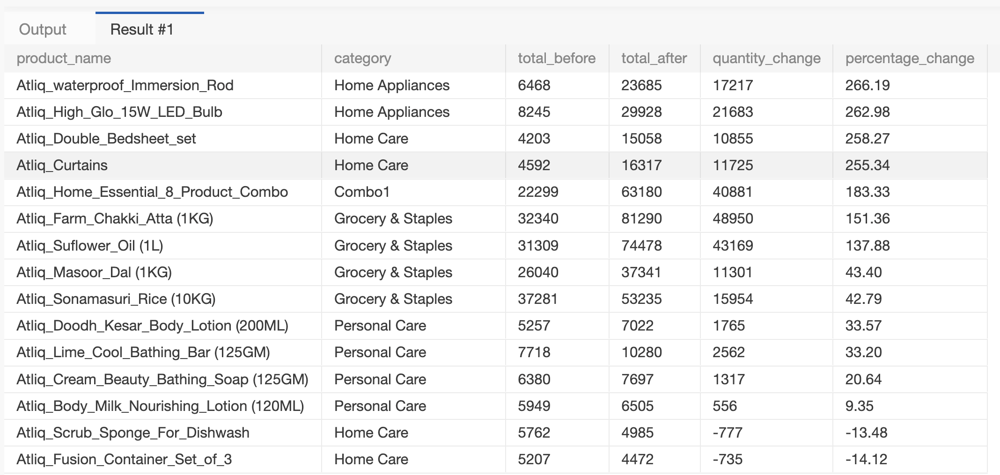 Output Result #1
product_name category total_before total_after quantity_change percentage_change
Atliq_waterproof_Immersion_Rod Home Appliances 6468 23685 17217 266.19
Atliq_High_Glo_15W_LED_Bulb Home Appliances 8245 29928 21683 262.98
Atliq_Double_Bedsheet_set Home Care 4203 15058 10855 258.27
Atliq_Curtains Home Care 4592 16317 11725 255.34
Atliq_Home_Essential_8_Product_Combo Combo1 22299 63180 40881 183.33
Atliq_Farm_Chakki_Atta (1KG) Grocery & Staples 32340 81290 48950 151.36
Atliq_Suflower_Oil (1L) Grocery & Staples 31309 74478 43169 137.88
Atliq_Masoor_Dal (1KG) Grocery & Staples 26040 37341 11301 43.40
Atliq_Sonamasuri_Rice (10KG) Grocery & Staples 37281 53235 15954 42.79
Atliq_Doodh_Kesar_Body_Lotion (200ML) Personal Care 5257 7022 1765 33.57
Atliq_Lime_Cool_Bathing_Bar (125GM) Personal Care 7718 10280 2562 33.20
Atliq_Cream_Beauty_Bathing_Soap (125GM) Personal Care 6380 7697 1317 20.64
Atliq_Body_Milk_Nourishing_Lotion (120ML) Personal Care 5949 6505 556 9.35
Atliq_Scrub_Sponge_For_Dishwash Home Care 5762 4985 -777 -13.48
Atliq_Fusion_Container_Set_of_3 Home Care 5207 4472 -735 -14.12